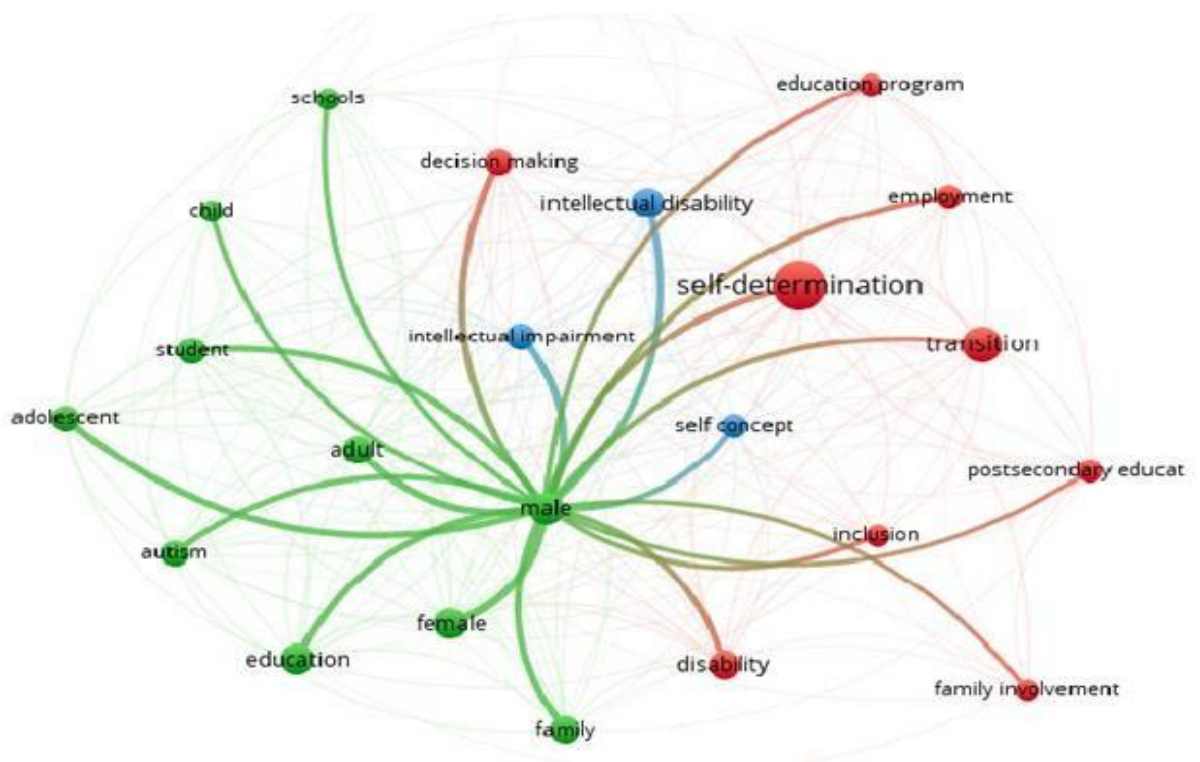 education program
schools
decision making
employment
intellectual disability
child
self-determination
intellectual impairment
transition
student
adolescent
self concept
adult
postsecondary educat
male
inclusion
autism
female
education
disability
family involvement
family